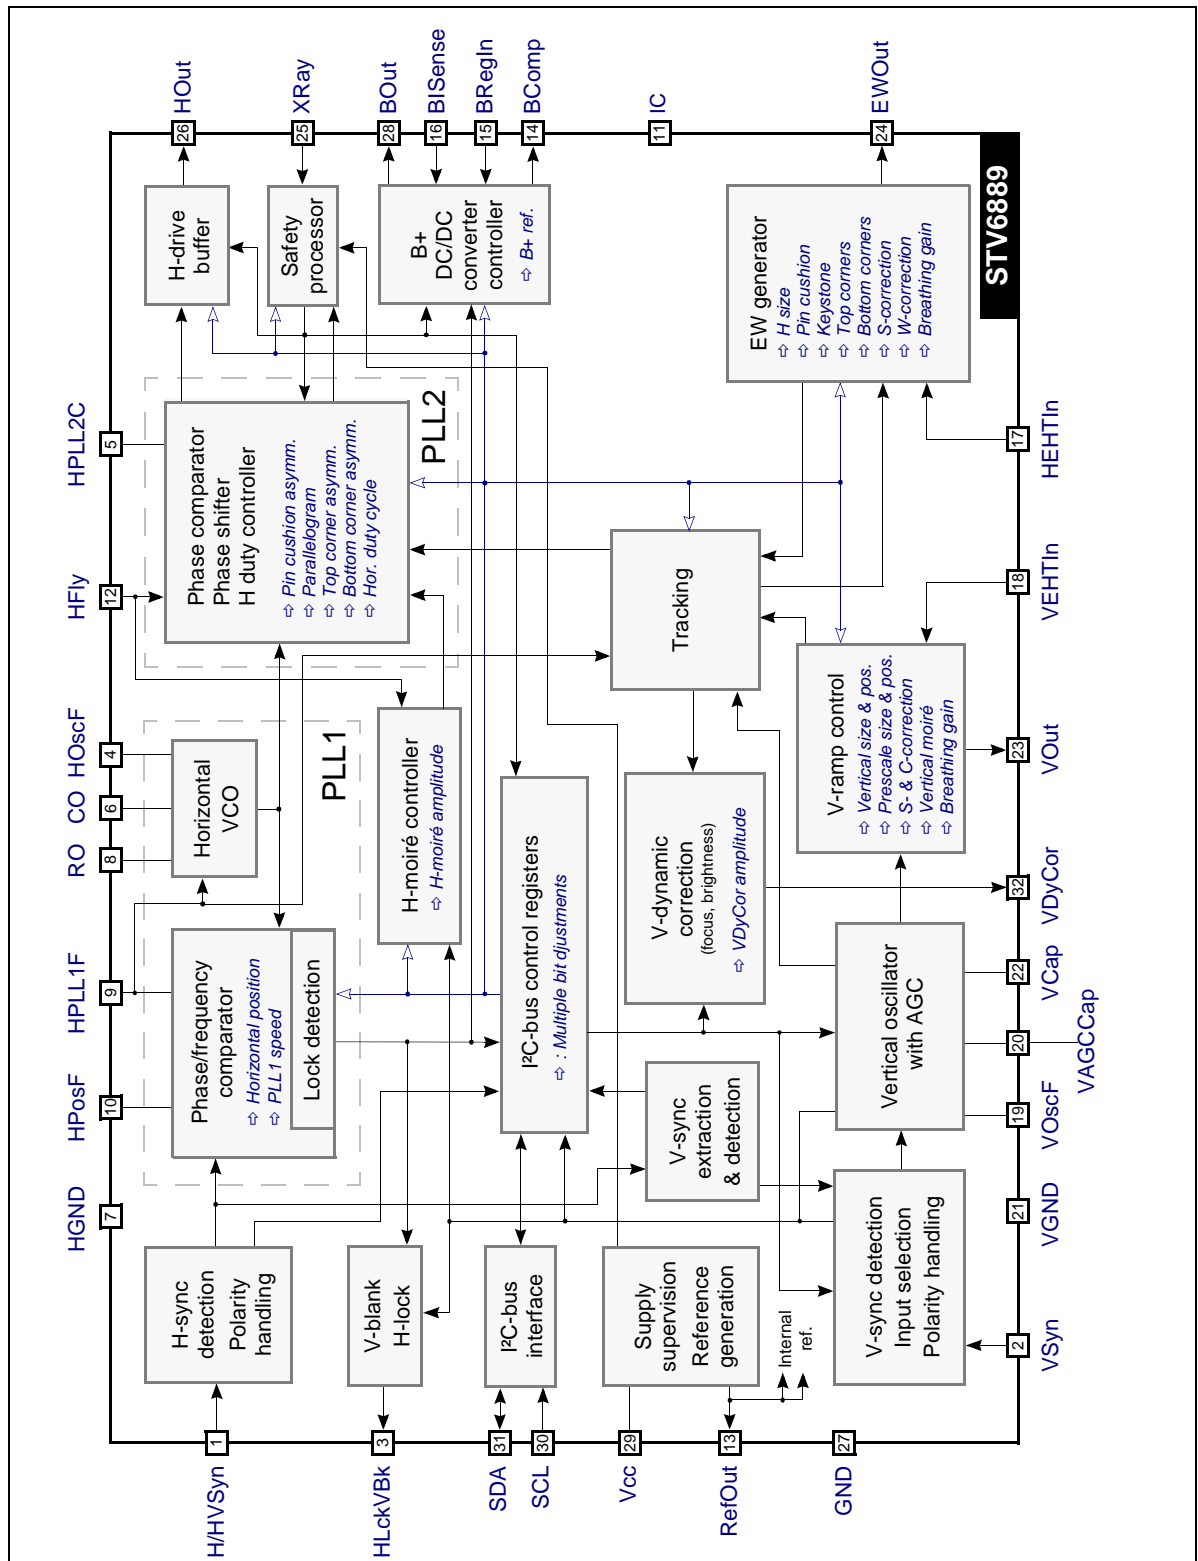 HGND
7
HPosF
10
HPLL1F
9
RO
8
CO
6
HOscF
4
HFly
12
HPLL2C
5
H/HVSyn
1
HLckVBk
3
SDA
31
SCL
30
Vcc
29
RefOut
13
GND
27
H-sync
detection
Polarity
handling
V-blank
H-lock
I²C-bus
interface
Supply
supervision
Reference
generation
Internal
ref.
V-sync detection
Input selection
Polarity handling
Phase/frequency
comparator
⇨ Horizontal position
⇨ PLL1 speed
Lock detection
Horizontal
VCO
PLL1
H-moiré controller
⇨ H-moiré amplitude
I²C-bus control registers
⇨ : Multiple bit djustments
V-sync
extraction
& detection
V-dynamic
correction
(focus, brightness)
⇨ VDyCor amplitude
Vertical oscillator
with AGC
V-ramp control
⇨ Vertical size & pos.
⇨ Prescale size & pos.
⇨ S- & C-correction
⇨ Vertical moiré
⇨ Breathing gain
Tracking
Phase comparator
Phase shifter
H duty controller
⇨ Pin cushion asymm.
⇨ Parallelogram
⇨ Top corner asymm.
⇨ Bottom corner asymm.
⇨ Hor. duty cycle
PLL2
H-drive
buffer
Safety
processor
B+
DC/DC
converter
controller
⇨ B+ ref.
EW generator
⇨ H size
⇨ Pin cushion
⇨ Keystone
⇨ Top corners
⇨ Bottom corners
⇨ S-correction
⇨ W-correction
⇨ Breathing gain
STV6889
26
HOut
25
XRay
28
BOut
16
BISense
15
BRegIn
14
BComp
11
IC
24
EWOut
2
VSyn
21
VGND
19
VOscF
20
VAGCCap
22
VCap
32
VDyCor
23
VOut
18
VEHTIn
17
HEHTIn